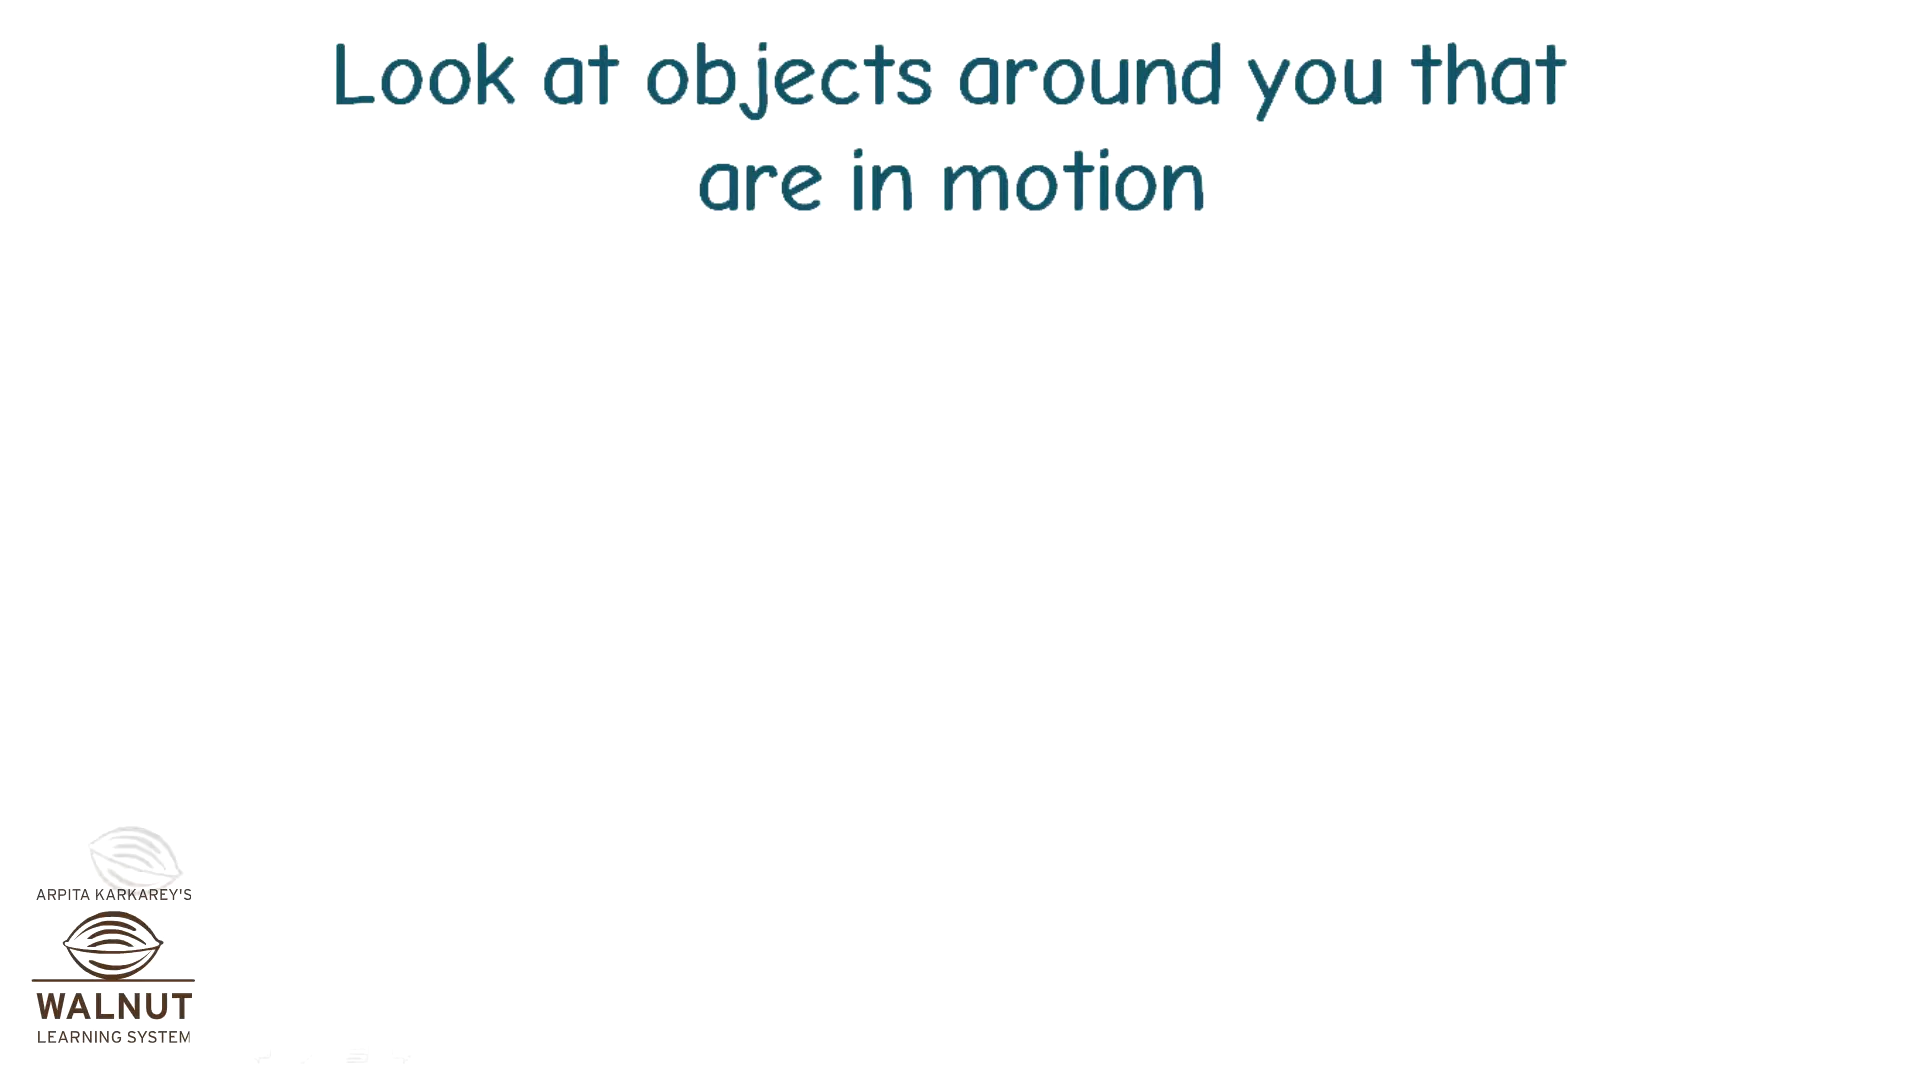 Look at objects around you that
are in motion
ARPITA KARKAREY'S
WALNUT
LEARNING SYSTEM